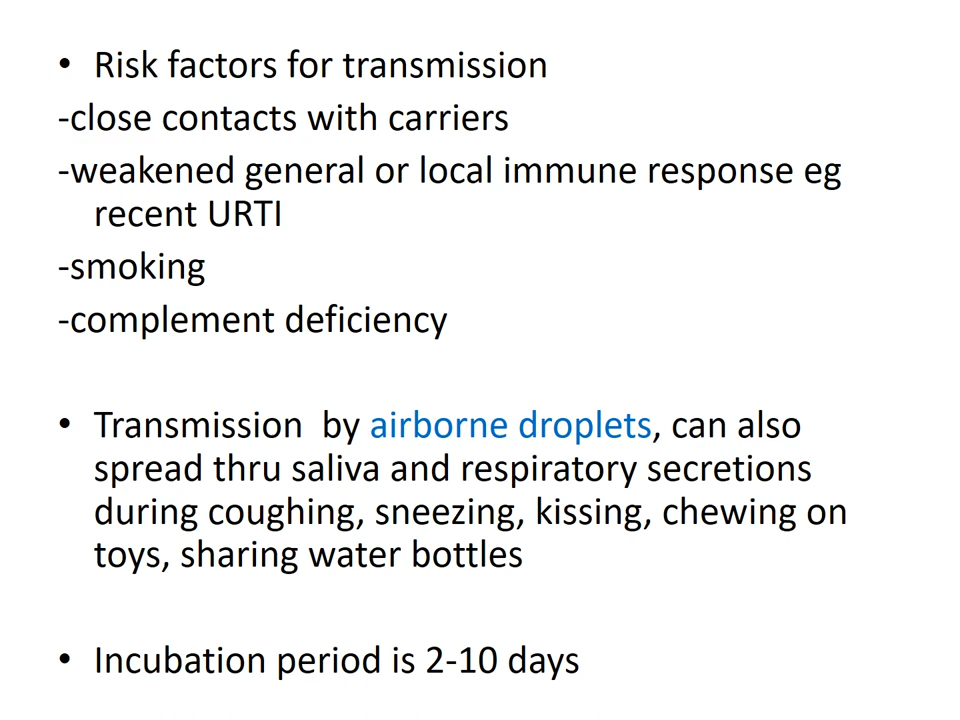 • Risk factors for transmission
-close contacts with carriers
-weakened general or local immune response eg
recent URTI
-smoking
-complement deficiency
• Transmission  by airborne droplets, can also
spread thru saliva and respiratory secretions
during coughing, sneezing, kissing, chewing on
toys, sharing water bottles
• Incubation period is 2-10 days